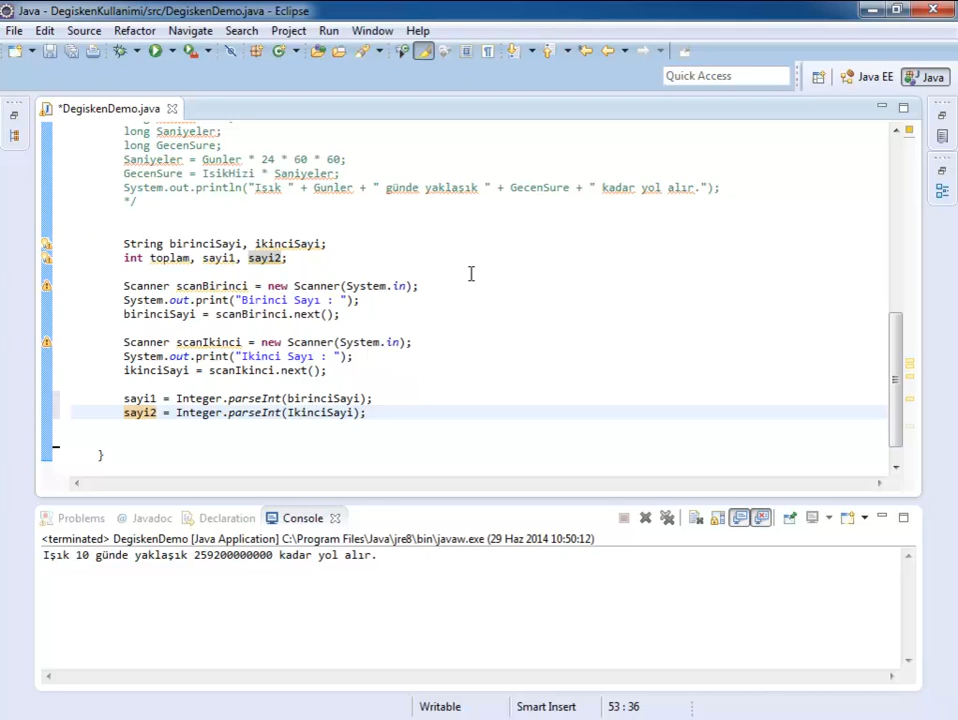 Java - DegiskenKullanimi/src/DegiskenDemo.java - Eclipse
File Edit Source Refactor Navigate Search Project Run Window Help
Quick Access
Java EE
Java
*DegiskenDemo.java
long Saniyeler;
long GecenSure;
Saniyeler = Gunler * 24 * 60 * 60;
GecenSure = IsikHizi * Saniyeler;
System.out.println("Işık " + Gunler + " günde yaklaşık " + GecenSure + " kadar yol alır.");
*/
String birinciSayi, ikinciSayi;
int toplam, sayi1, sayi2;
Scanner scanBirinci = new Scanner(System.in);
System.out.print("Birinci Sayı : ");
birinciSayi = scanBirinci.next();
Scanner scanIkinci = new Scanner(System.in);
System.out.print("Ikinci Sayı : ");
ikinciSayi = scanIkinci.next();
sayi1 = Integer.parseInt(birinciSayi);
sayi2 = Integer.parseInt(IkinciSayi);
}
Problems @ Javadoc Declaration Console
<terminated> DegiskenDemo [Java Application] C:\Program Files\Java\jre8\bin\javaw.exe (29 Haz 2014 10:50:12)
Işık 10 günde yaklaşık 259200000000 kadar yol alır.
Writable Smart Insert 53 : 36